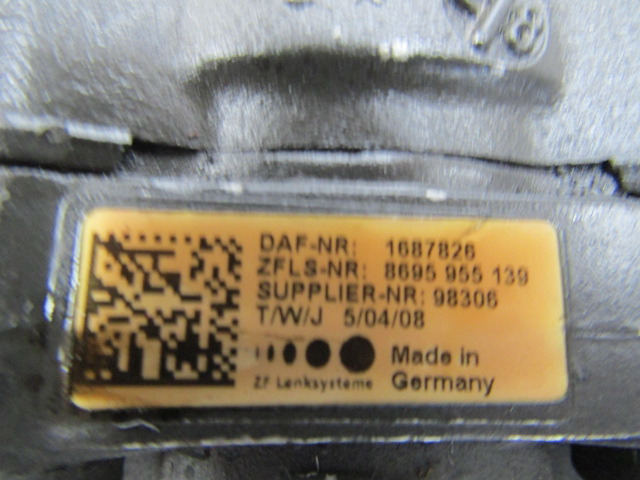 DAF-NR: 1687826
ZFLS-NR: 8695 955 139
SUPPLIER-NR: 98306
T/W/J 5/04/08
Made in
ZF Lenksysteme Germany